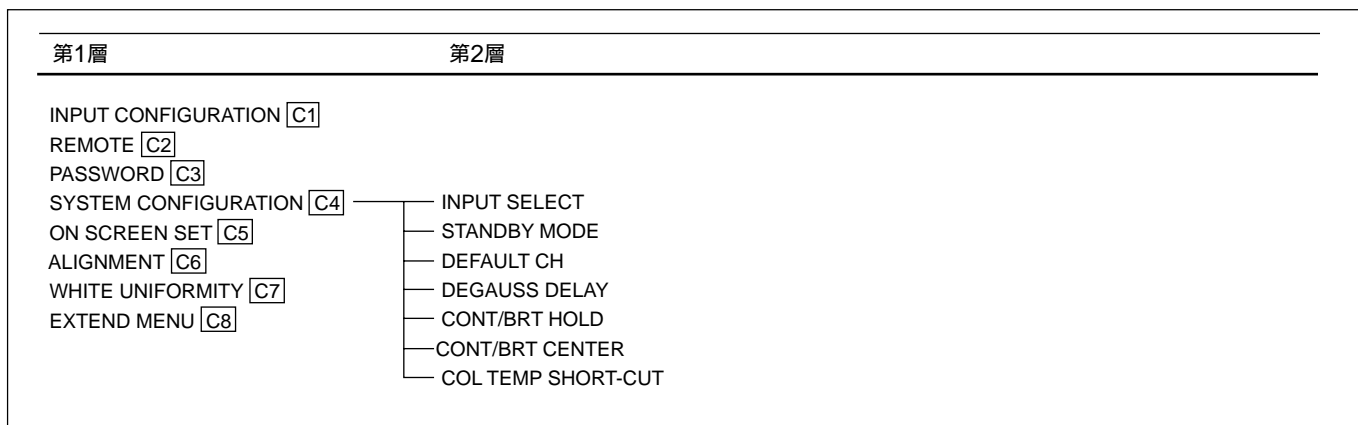 第1層 第2層
INPUT CONFIGURATION C1
REMOTE C2
PASSWORD C3
SYSTEM CONFIGURATION C4 INPUT SELECT
ON SCREEN SET C5 STANDBY MODE
ALIGNMENT C6 DEFAULT CH
WHITE UNIFORMITY C7 DEGAUSS DELAY
EXTEND MENU C8 CONT/BRT HOLD
CONT/BRT CENTER
COL TEMP SHORT-CUT